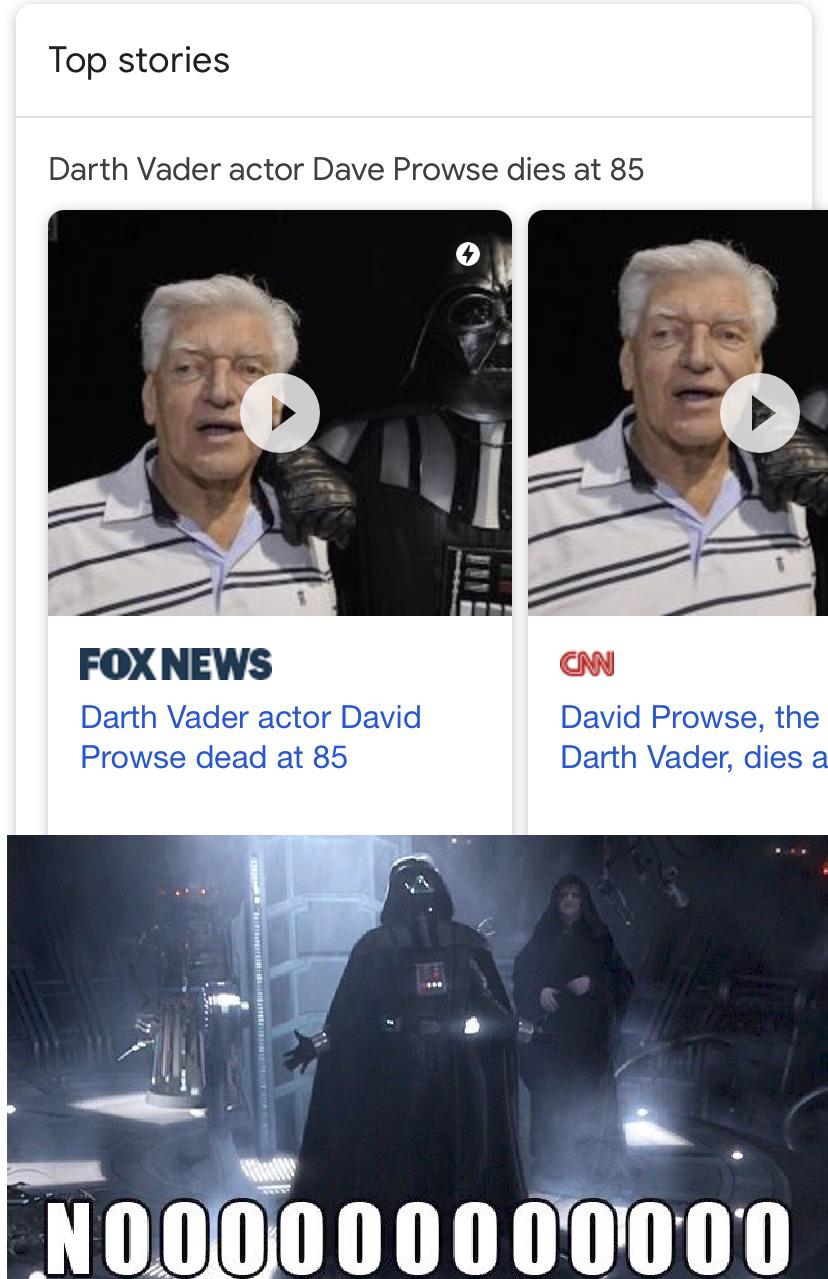 Top stories
Darth Vader actor Dave Prowse dies at 85
FOX NEWS
Darth Vader actor David
Prowse dead at 85
CNN
David Prowse, the
Darth Vader, dies a
NOOOOOOOOOOOO